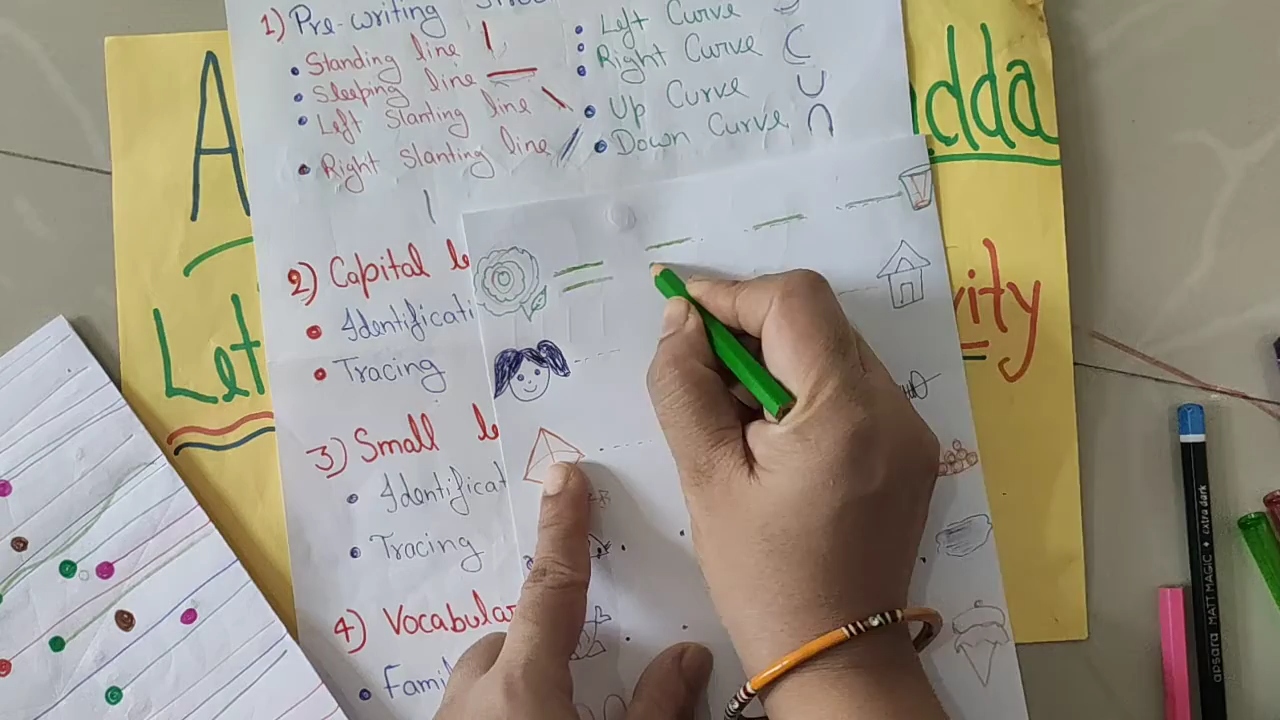 1) Pre-writing
• Standing line
• Sleeping line
• Left Slanting line
• Right Slanting line
• Left Curve
• Right Curve
• Up Curve
• Down Curve
2) Capital
• Identificati
• Tracing
3) Small
• Identificat
• Tracing
4) Vocabular
• Famil
A
dda
Let
vity
apsara MATT MAGIC extra dark